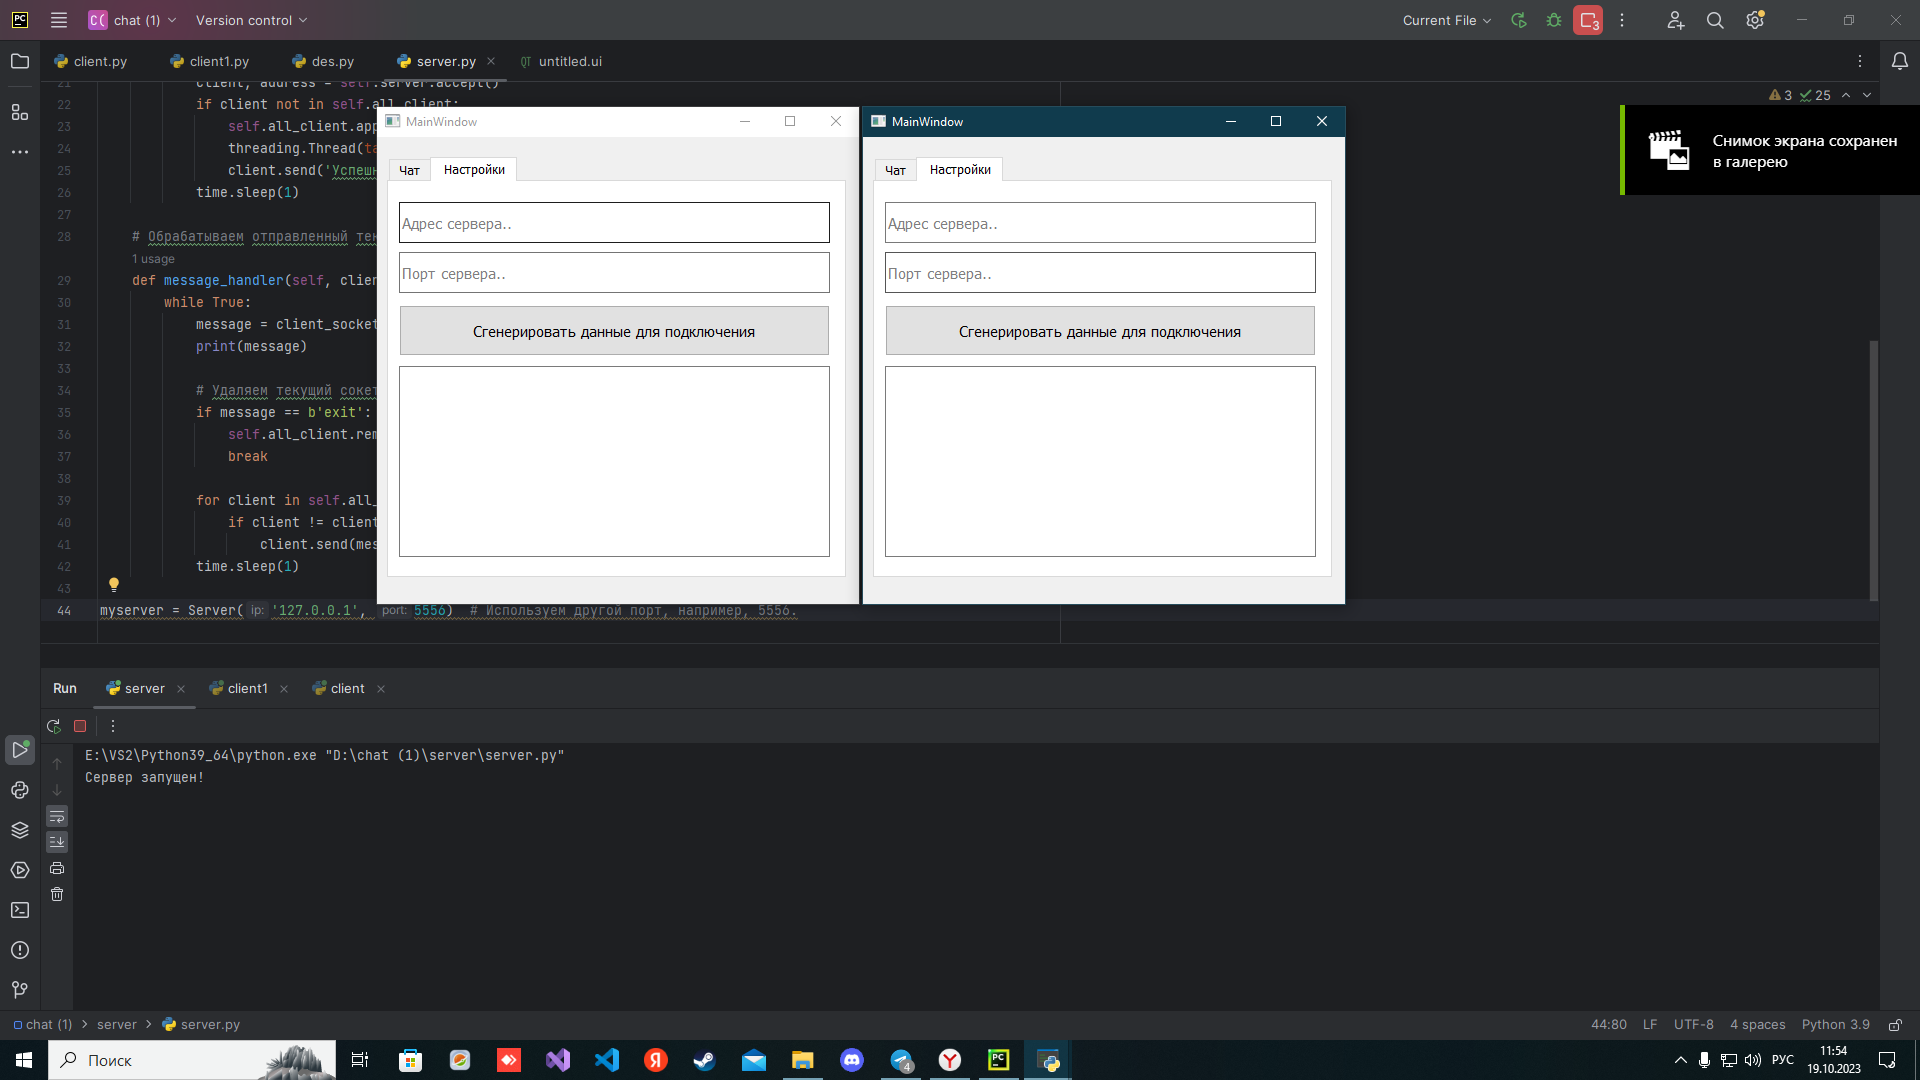 PC
C( chat (1) Version control Current File 3
client.py client1.py des.py server.py untitled.ui
21 client, address = self.server.accept()
22 if client not in self.all_client:
23 self.all_client.app
24 threading.Thread(ta
25 client.send('Успешн
26 time.sleep(1)
27
28 # Обрабатываем отправленный тек
1 usage
29 def message_handler(self, clien
30 while True:
31 message = client_socket
32 print(message)
33
34 # Удаляем текущий сокет
35 if message == b'exit':
36 self.all_client.rem
37 break
38
39 for client in self.all_
40 if client != client
41 client.send(mes
42 time.sleep(1)
43
44 myserver = Server( ip: '127.0.0.1', port: 5556) # Используем другой порт, например, 5556.
3 25
MainWindow
Чат Настройки
Адрес сервера..
Порт сервера..
Сгенерировать данные для подключения
MainWindow
Чат Настройки
Адрес сервера..
Порт сервера..
Сгенерировать данные для подключения
Снимок экрана сохранен
в галерею
Run server client1 client
E:\VS2\Python39_64\python.exe "D:\chat (1)\server\server.py"
Сервер запущен!
chat (1) server server.py 44:80 LF UTF-8 4 spaces Python 3.9
Поиск Я 4 Y PC РУС 11:54
19.10.2023